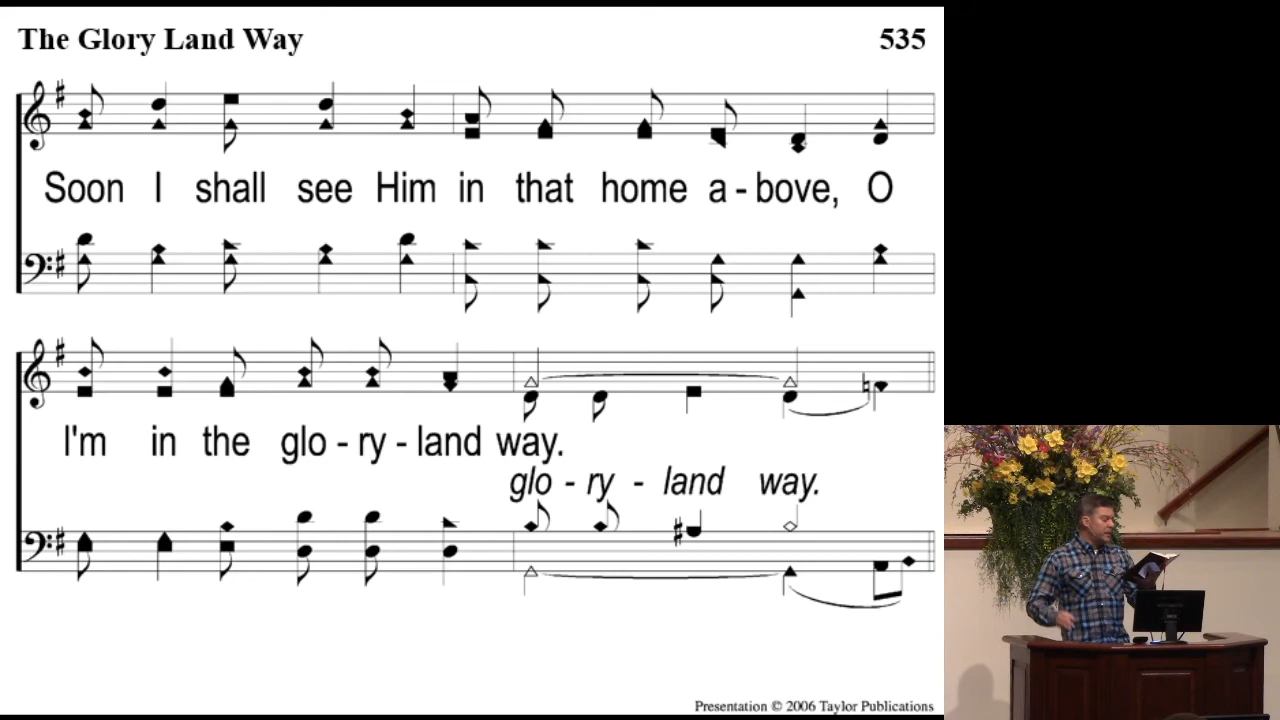 The Glory Land Way 535
Soon I shall see Him in that home a - bove, O
I'm in the glo - ry - land way.
glo - ry - land way.
Presentation © 2006 Taylor Publications